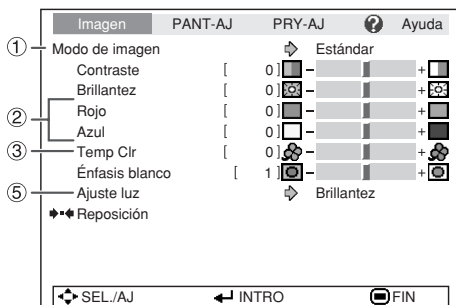 Imagen PANT-AJ PRY-AJ ? Ayuda
① Modo de imagen Estándar
Contraste [ 0 ] - +
Brillantez [ 0 ] - +
② Rojo [ 0 ] - +
Azul [ 0 ] - +
③ Temp Clr [ 0 ] - +
Énfasis blanco [ 1 ] - +
⑤ Ajuste luz Brillantez
Reposición
SEL./AJ INTRO FIN